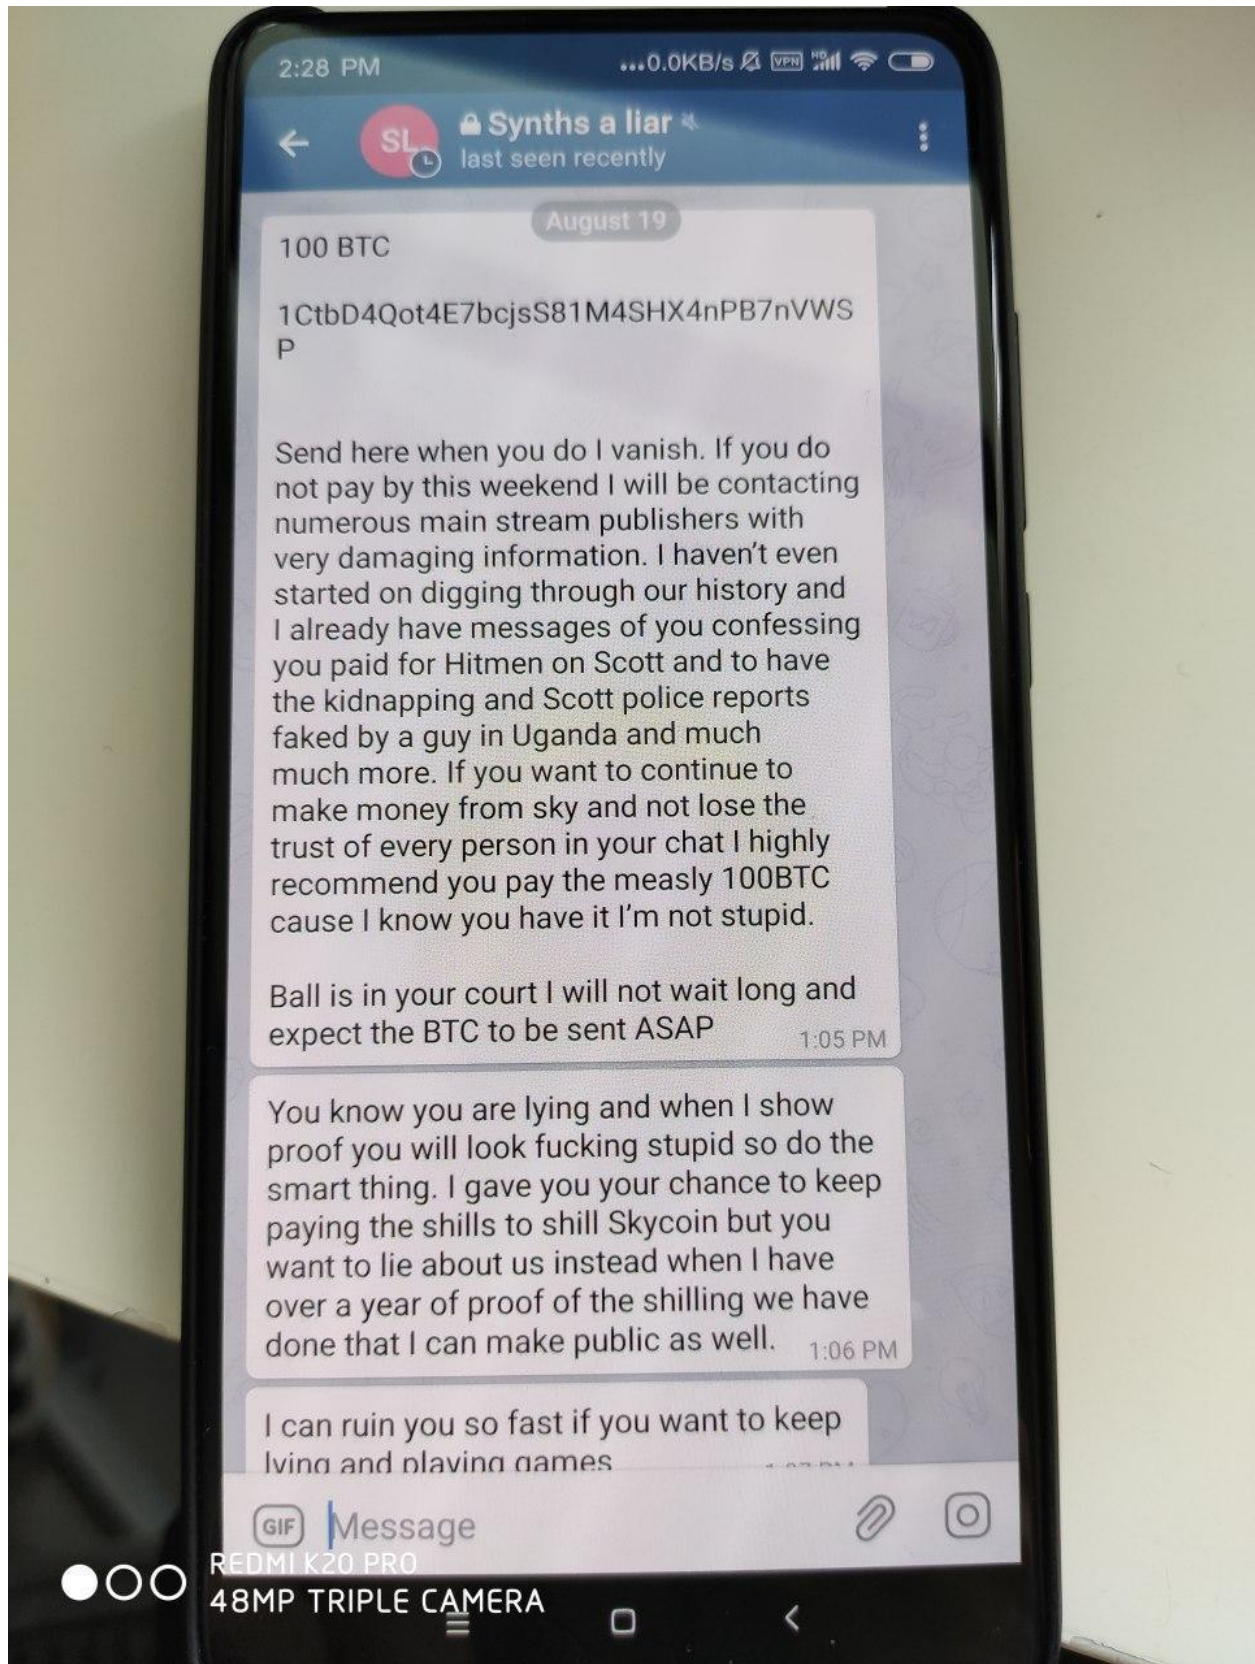 2:28 PM
...0.0KB/s VPN HD
SL
Synths a liar
last seen recently
August 19
100 BTC
1CtbD4Qot4E7bcjsS81M4SHX4nPB7nVWS
P
Send here when you do I vanish. If you do
not pay by this weekend I will be contacting
numerous main stream publishers with
very damaging information. I haven't even
started on digging through our history and
I already have messages of you confessing
you paid for Hitmen on Scott and to have
the kidnapping and Scott police reports
faked by a guy in Uganda and much
much more. If you want to continue to
make money from sky and not lose the
trust of every person in your chat I highly
recommend you pay the measly 100BTC
cause I know you have it I'm not stupid.
Ball is in your court I will not wait long and
expect the BTC to be sent ASAP
1:05 PM
You know you are lying and when I show
proof you will look fucking stupid so do the
smart thing. I gave you your chance to keep
paying the shills to shill Skycoin but you
want to lie about us instead when I have
over a year of proof of the shilling we have
done that I can make public as well.
1:06 PM
I can ruin you so fast if you want to keep
lying and playing games
GIF
Message
REDMI K20 PRO
48MP TRIPLE CAMERA